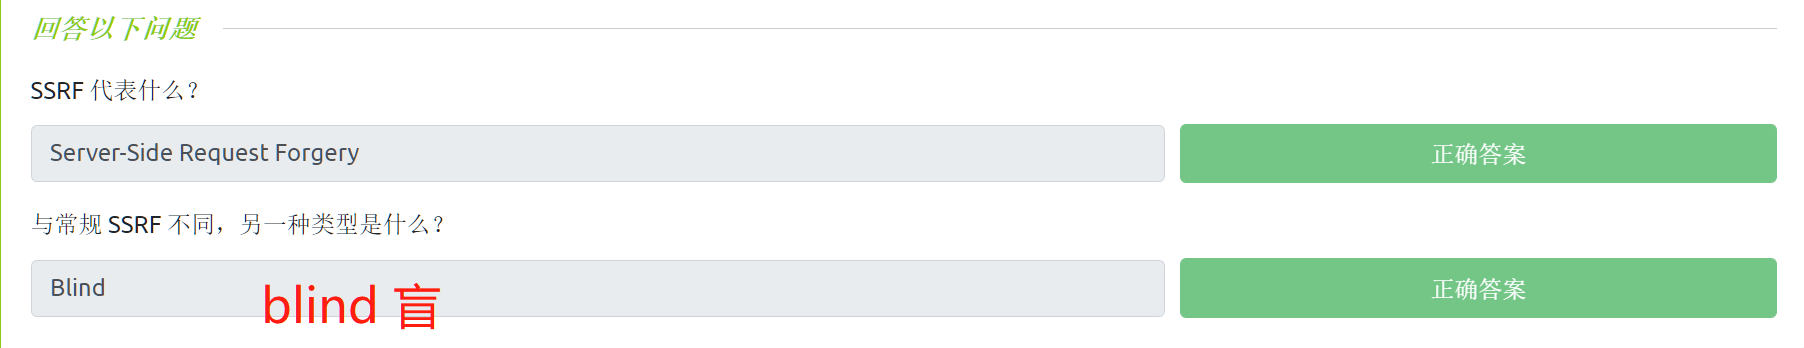 回答以下问题
SSRF 代表什么？
Server-Side Request Forgery
正确答案
与常规 SSRF 不同，另一种类型是什么？
Blind
blind 盲
正确答案